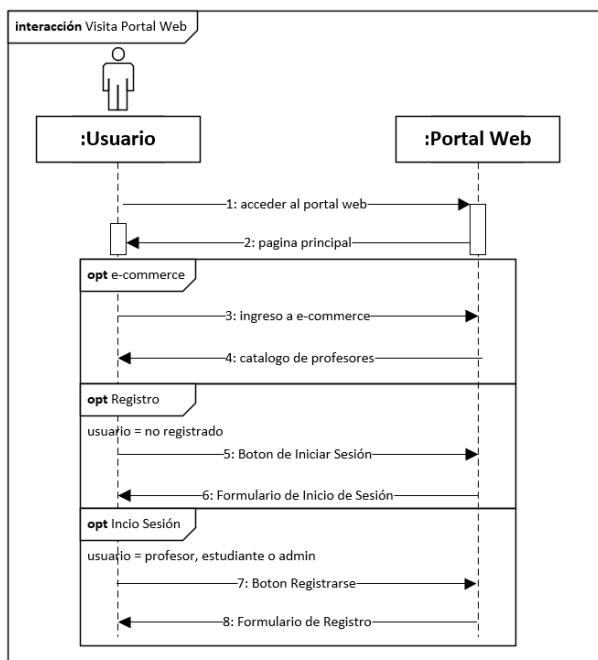 interacción Visita Portal Web
:Usuario
:Portal Web
1: acceder al portal web
2: pagina principal
opt e-commerce
3: ingreso a e-commerce
4: catalogo de profesores
opt Registro
usuario = no registrado
5: Boton de Iniciar Sesión
6: Formulario de Inicio de Sesión
opt Incio Sesión
usuario = profesor, estudiante o admin
7: Boton Registrarse
8: Formulario de Registro